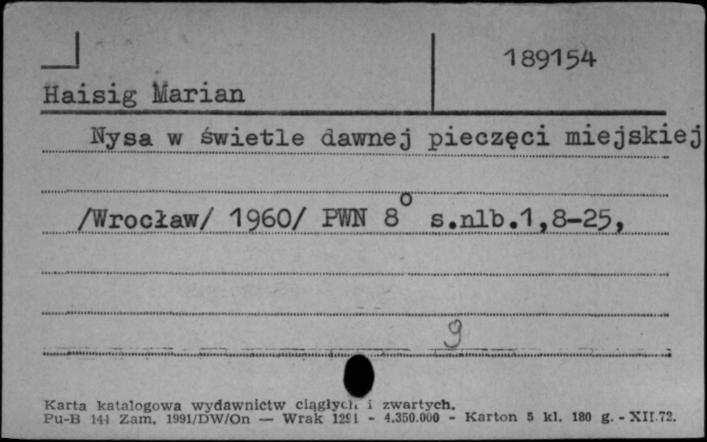 189154
Haisig Marian
Nysa w świetle dawnej pieczęci miejskiej
/Wrocław/ 1960/ PWN 8° s.nlb.1,8-25,
9
Karta katalogowa wydawnictw ciągłych i zwartych.
Pu-B 141 Zam. 1991/DW/On — Wrak 1291 - 4.350.000 - Karton 5 kl. 180 g. - XII.72.